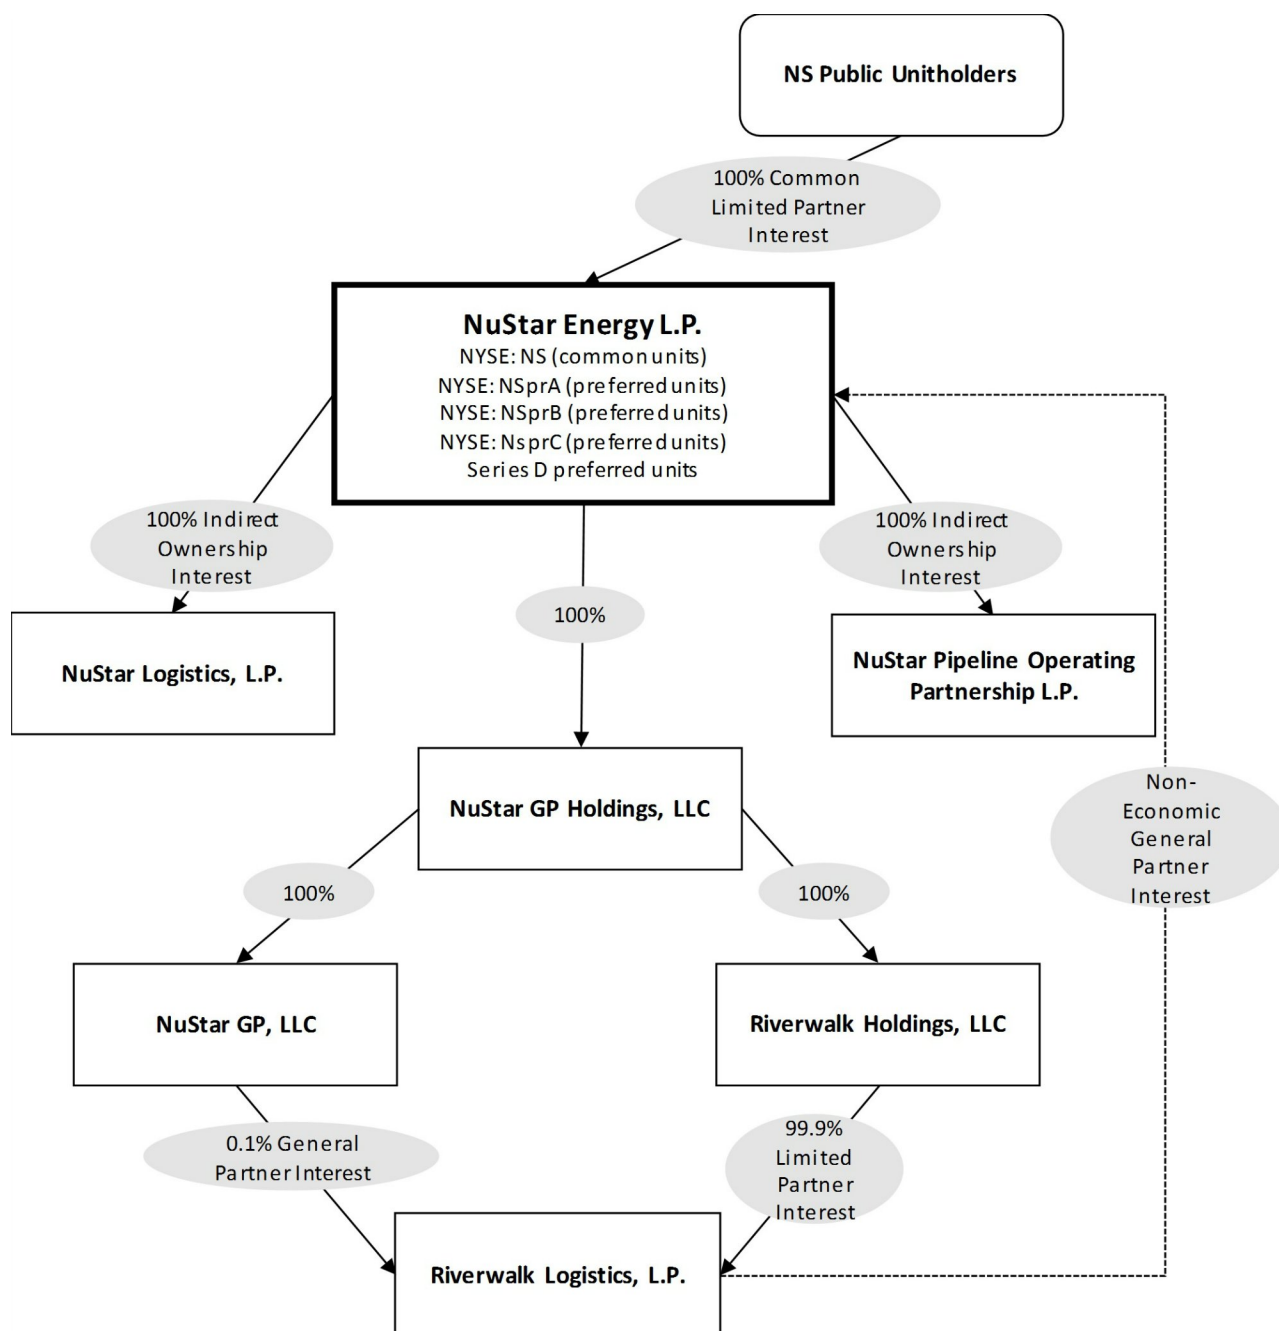 NS Public Unitholders
100% Common
Limited Partner
Interest
NuStar Energy L.P.
NYSE: NS (common units)
NYSE: NSprA (preferred units)
NYSE: NSprB (preferred units)
NYSE: NsprC (preferred units)
Series D preferred units
100% Indirect
Ownership
Interest
100% Indirect
Ownership
Interest
100%
NuStar Logistics, L.P.
NuStar Pipeline Operating
Partnership L.P.
NuStar GP Holdings, LLC
Non-
Economic
General
Partner
Interest
100%
100%
NuStar GP, LLC
Riverwalk Holdings, LLC
0.1% General
Partner Interest
99.9%
Limited
Partner
Interest
Riverwalk Logistics, L.P.